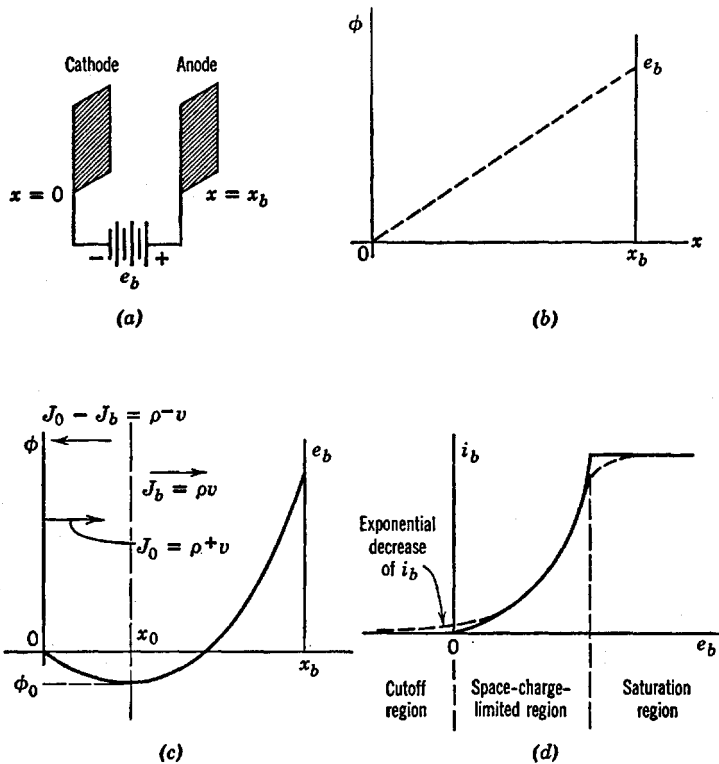 Cathode Anode
x = 0 x = x_b
− +
e_b
(a)
ϕ
e_b
0 x_b x
(b)
J_0 − J_b = ρ⁻v
ϕ e_b
J_b = ρv
J_0 = ρ⁺v
0 x_0
x_b
ϕ_0
(c)
i_b
Exponential
decrease
of i_b
0 e_b
Cutoff
region
Space-charge-
limited region
Saturation
region
(d)